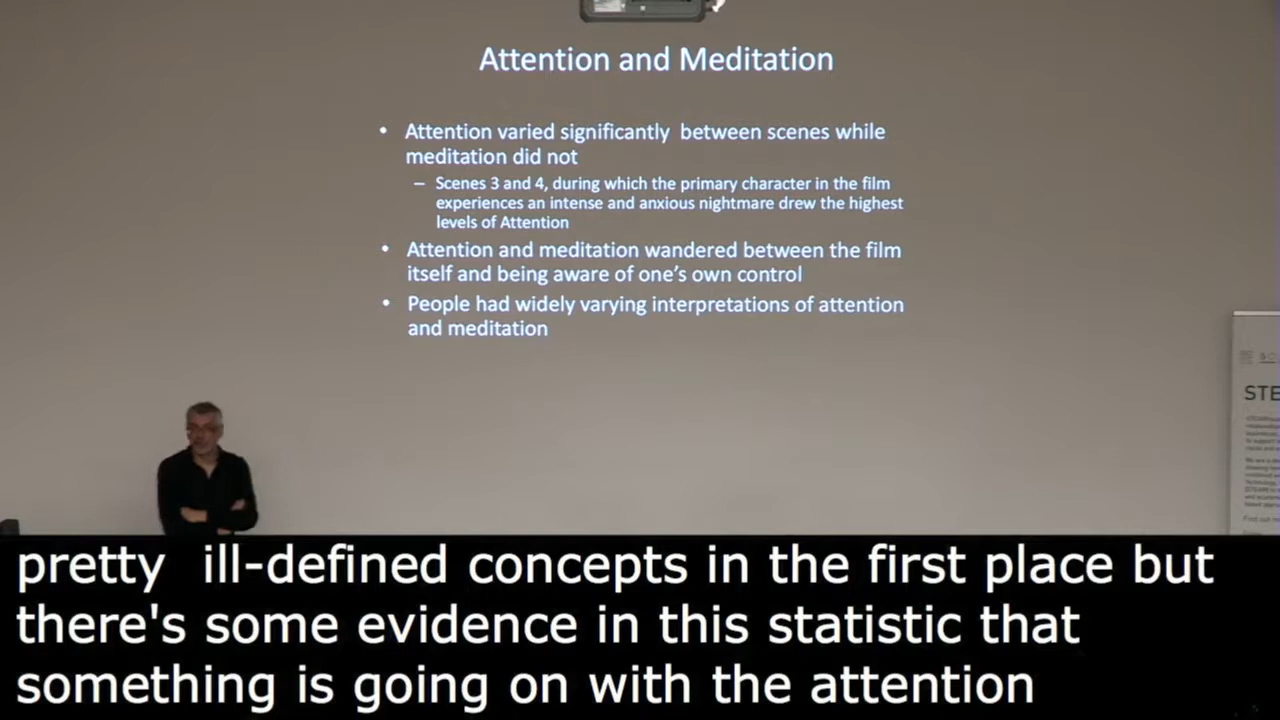 Attention and Meditation
• Attention varied significantly between scenes while
meditation did not
– Scenes 3 and 4, during which the primary character in the film
experiences an intense and anxious nightmare drew the highest
levels of Attention
• Attention and meditation wandered between the film
itself and being aware of one's own control
• People had widely varying interpretations of attention
and meditation
STE
pretty ill-defined concepts in the first place but
there's some evidence in this statistic that
something is going on with the attention